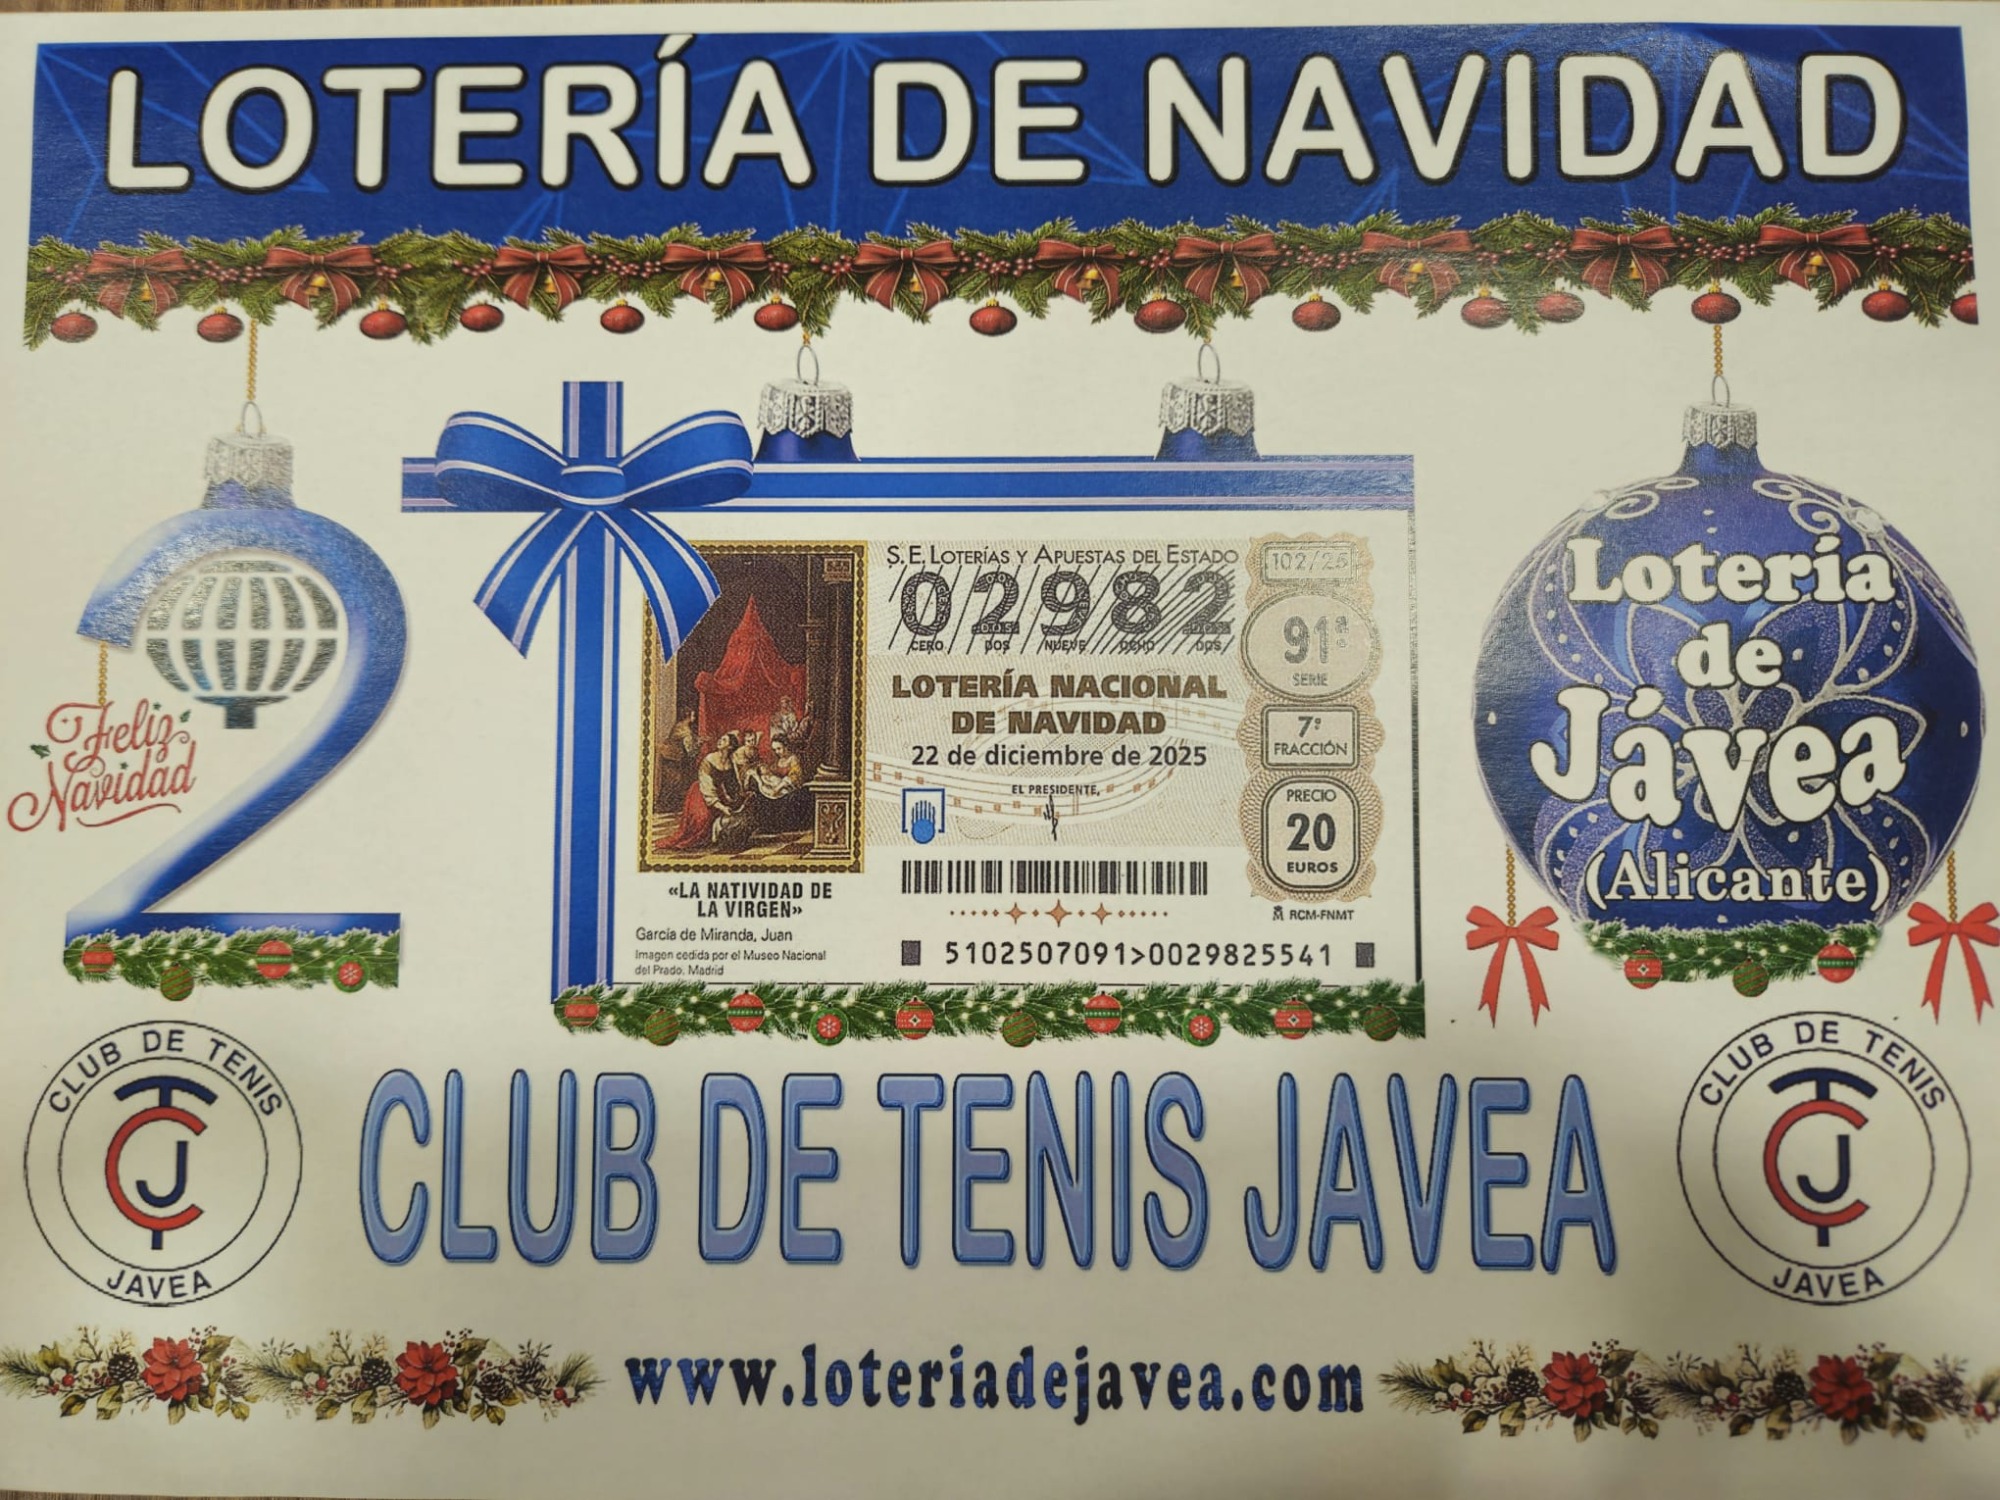 LOTERÍA DE NAVIDAD
2
Feliz
Navidad
S.E. LOTERÍAS Y APUESTAS DEL ESTADO
02982
CERO DOS NUEVE OCHO DOS
102/25
91ª
SERIE
LOTERÍA NACIONAL
DE NAVIDAD
22 de diciembre de 2025
7ª
FRACCIÓN
EL PRESIDENTE,
PRECIO
20
EUROS
«LA NATIVIDAD DE
LA VIRGEN»
García de Miranda, Juan
Imagen cedida por el Museo Nacional
del Prado. Madrid
RCM-FNMT
5102507091>0029825541
Lotería
de
Jávea
(Alicante)
CLUB DE TENIS
TCJ
JAVEA
CLUB DE TENIS JAVEA
CLUB DE TENIS
TCJ
JAVEA
www.loteriadejavea.com